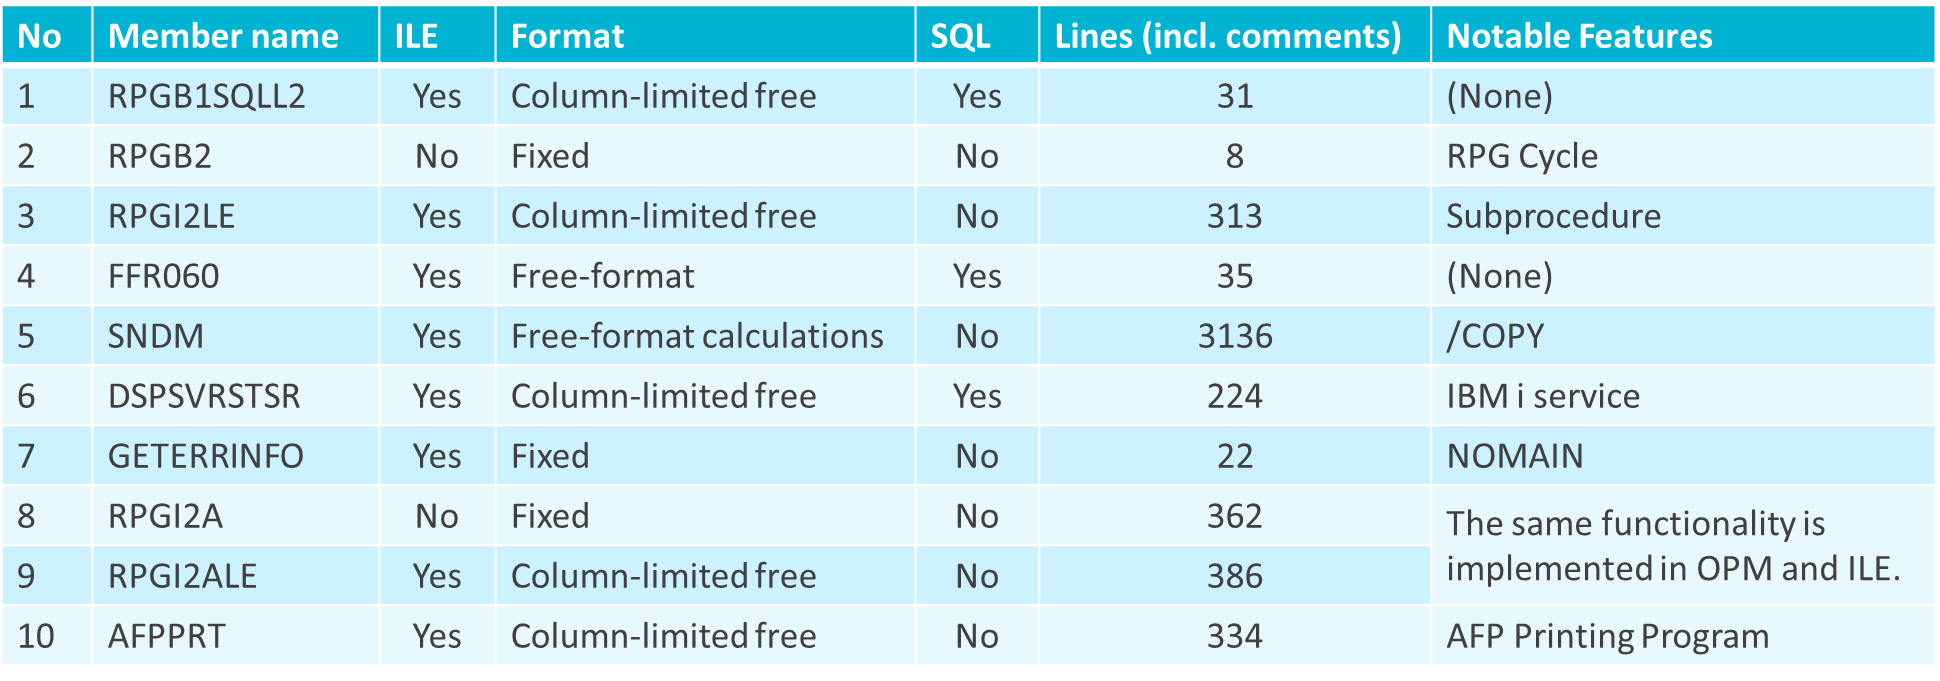 No Member name ILE Format SQL Lines (incl. comments) Notable Features
1 RPGB1SQLL2 Yes Column-limited free Yes 31 (None)
2 RPGB2 No Fixed No 8 RPG Cycle
3 RPGI2LE Yes Column-limited free No 313 Subprocedure
4 FFR060 Yes Free-format Yes 35 (None)
5 SNDM Yes Free-format calculations No 3136 /COPY
6 DSPSVRSTSR Yes Column-limited free Yes 224 IBM i service
7 GETERRINFO Yes Fixed No 22 NOMAIN
8 RPGI2A No Fixed No 362 The same functionality is
9 RPGI2ALE Yes Column-limited free No 386 implemented in OPM and ILE.
10 AFPPRT Yes Column-limited free No 334 AFP Printing Program